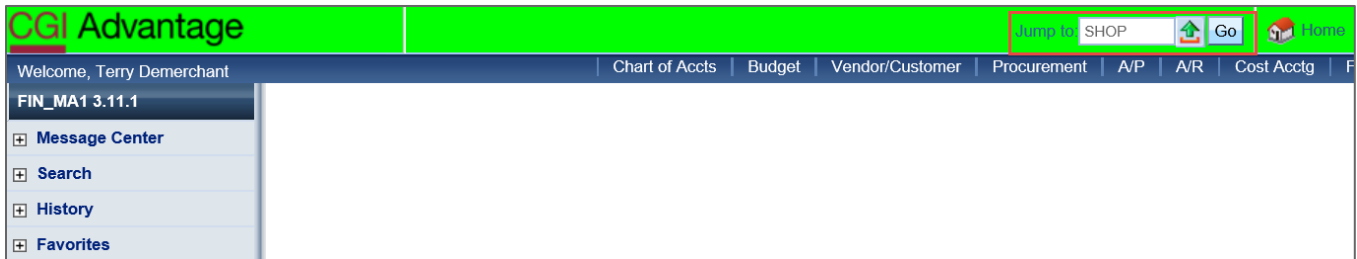 CGI Advantage
Jump to: SHOP Go Home
Welcome, Terry Demerchant
Chart of Accts | Budget | Vendor/Customer | Procurement | A/P | A/R | Cost Acctg |
FIN_MA1 3.11.1
Message Center
Search
History
Favorites